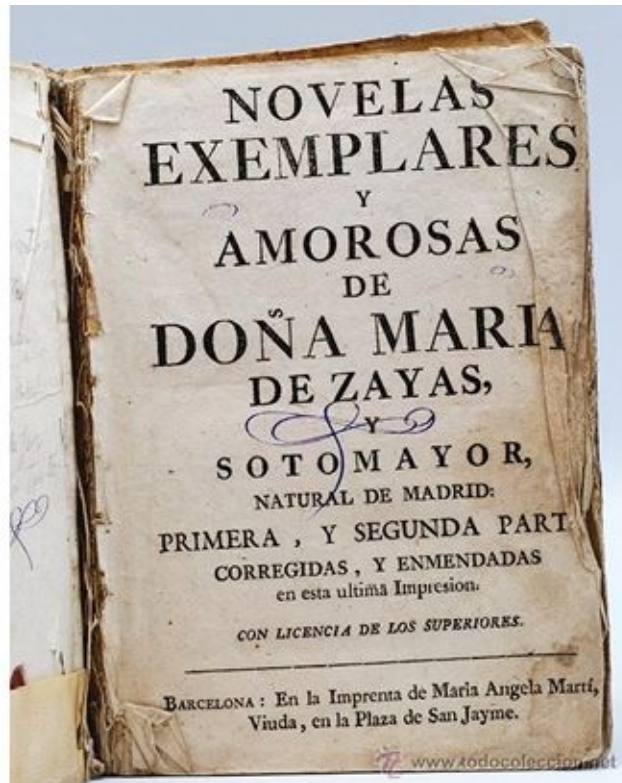 NOVELAS
EXEMPLARES
Y
AMOROSAS
DE
DOÑA MARIA
DE ZAYAS,
Y
SOTOMAYOR,
NATURAL DE MADRID:
PRIMERA , Y SEGUNDA PART
CORREGIDAS , Y ENMENDADAS
en esta ultima Impresion.
CON LICENCIA DE LOS SUPERIORES.
BARCELONA : En la Imprenta de Maria Angela Martí,
Viuda , en la Plaza de San Jayme.
www.todocoleccion.net